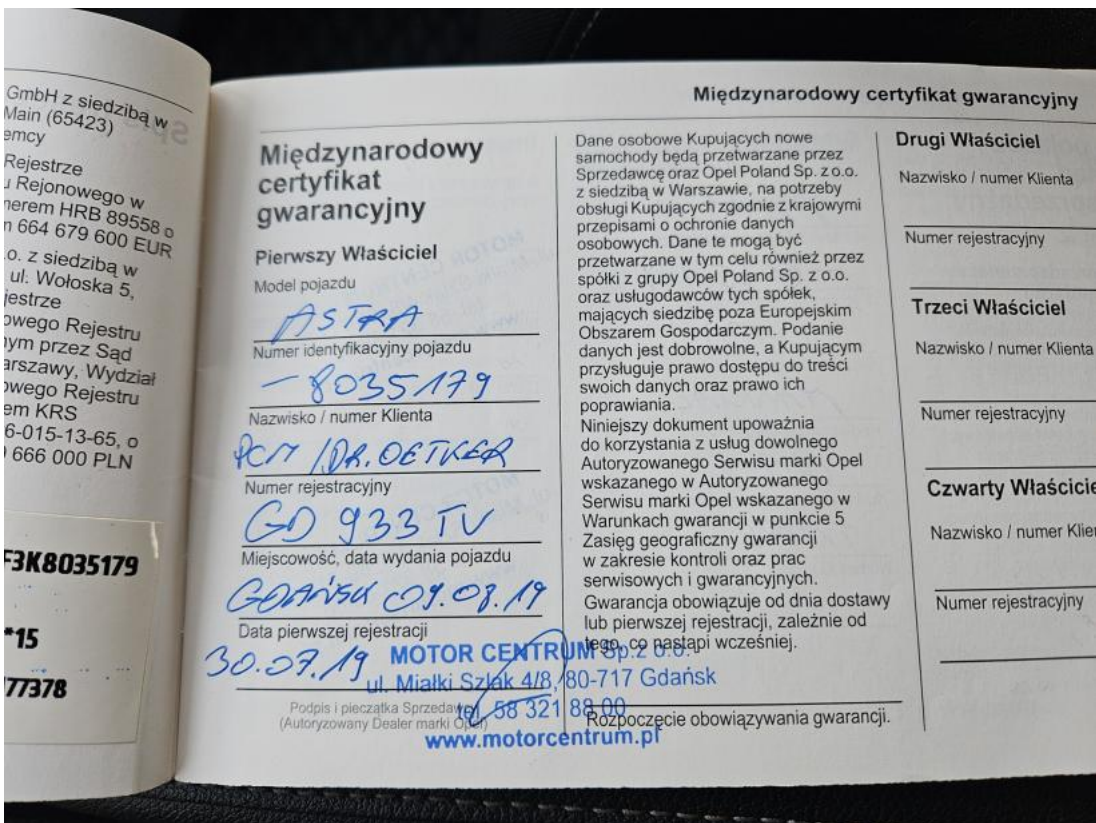 GmbH z siedzibą w
Main (65423)
emcy
Rejestrze
u Rejonowego w
merem HRB 89558 o
m 664 679 600 EUR
.o. z siedzibą w
ul: Wołoska 5,
jestrze
owego Rejestru
nym przez Sąd
arszawy, Wydział
owego Rejestru
em KRS
6-015-13-65, o
666 000 PLN
F3K8035179
*15
77378
Międzynarodowy certyfikat gwarancyjny
Międzynarodowy
certyfikat
gwarancyjny
Pierwszy Właściciel
Model pojazdu
ASTRA
Numer identyfikacyjny pojazdu
-8035179
Nazwisko / numer Klienta
PCM / DR. OETKER
Numer rejestracyjny
GD 933 TV
Miejscowość, data wydania pojazdu
GDAŃSK 09.08.19
Data pierwszej rejestracji
30.07.19
MOTOR CENTRUM Sp. z o.o.
ul. Miałki Szlak 4/8, 80-717 Gdańsk
tel. 58 321 88 00
www.motorcentrum.pl
Podpis i pieczątka Sprzedawcy
(Autoryzowany Dealer marki Opel)
Dane osobowe Kupujących nowe
samochody będą przetwarzane przez
Sprzedawcę oraz Opel Poland Sp. z o.o.
z siedzibą w Warszawie, na potrzeby
obsługi Kupujących zgodnie z krajowymi
przepisami o ochronie danych
osobowych. Dane te mogą być
przetwarzane w tym celu również przez
spółki z grupy Opel Poland Sp. z o.o.
oraz usługodawców tych spółek,
mających siedzibę poza Europejskim
Obszarem Gospodarczym. Podanie
danych jest dobrowolne, a Kupującym
przysługuje prawo dostępu do treści
swoich danych oraz prawo ich
poprawiania.
Niniejszy dokument upoważnia
do korzystania z usług dowolnego
Autoryzowanego Serwisu marki Opel
wskazanego w Autoryzowanego
Serwisu marki Opel wskazanego w
Warunkach gwarancji w punkcie 5
Zasięg geograficzny gwarancji
w zakresie kontroli oraz prac
serwisowych i gwarancyjnych.
Gwarancja obowiązuje od dnia dostawy
lub pierwszej rejestracji, zależnie od
tego, co nastąpi wcześniej.
Rozpoczęcie obowiązywania gwarancji.
Drugi Właściciel
Nazwisko / numer Klienta
Numer rejestracyjny
Trzeci Właściciel
Nazwisko / numer Klienta
Numer rejestracyjny
Czwarty Właścicie
Nazwisko / numer Klien
Numer rejestracyjny